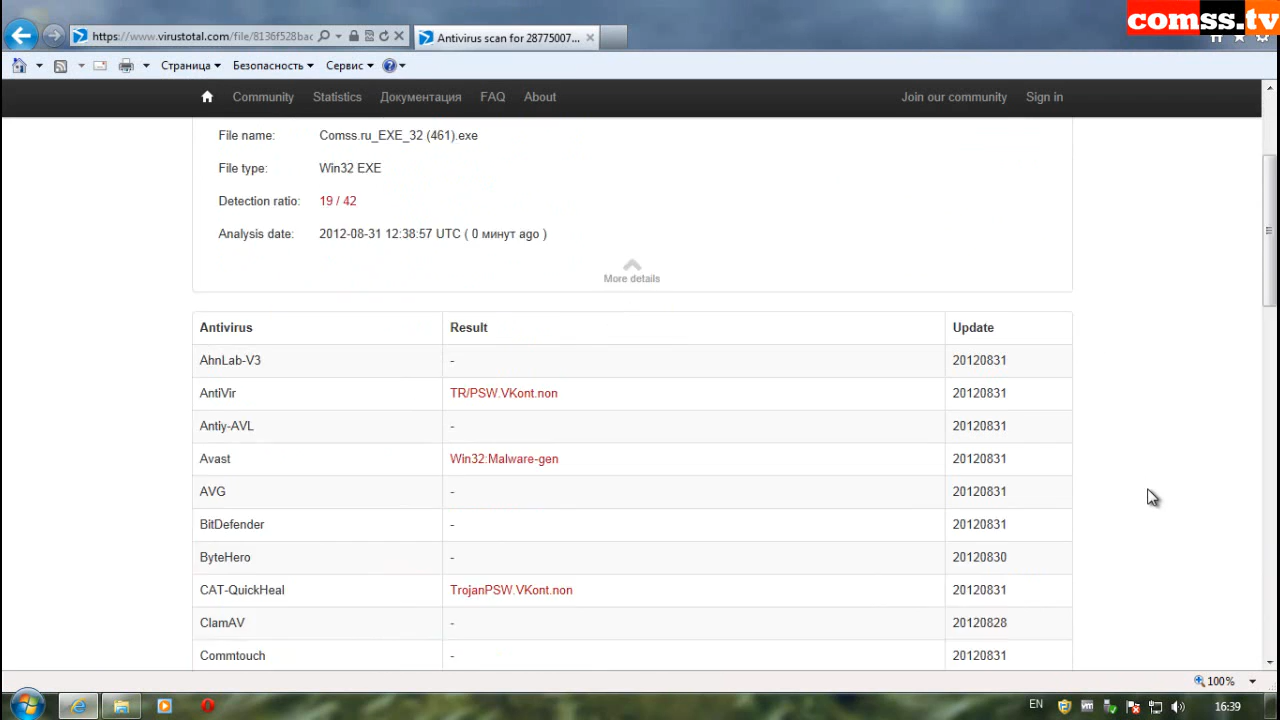 comss.tv
https://www.virustotal.com/file/8136f528bac
Antivirus scan for 28775007...
Страница Безопасность Сервис
Community Statistics Документация FAQ About Join our community Sign in
File name: Comss.ru_EXE_32 (461).exe
File type: Win32 EXE
Detection ratio: 19 / 42
Analysis date: 2012-08-31 12:38:57 UTC ( 0 минут ago )
More details
Antivirus Result Update
AhnLab-V3 - 20120831
AntiVir TR/PSW.VKont.non 20120831
Antiy-AVL - 20120831
Avast Win32:Malware-gen 20120831
AVG - 20120831
BitDefender - 20120831
ByteHero - 20120830
CAT-QuickHeal TrojanPSW.VKont.non 20120831
ClamAV - 20120828
Commtouch - 20120831
100%
EN 16:39